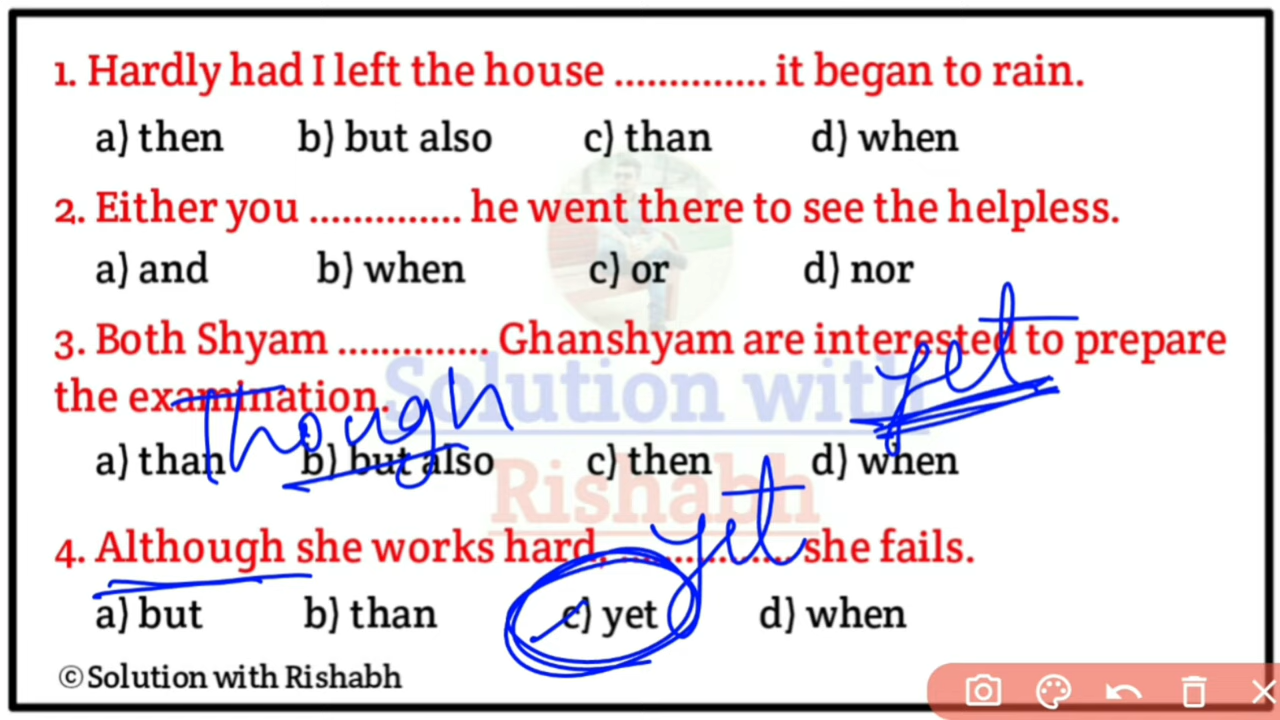 1. Hardly had I left the house .............. it began to rain.
a) then b) but also c) than d) when
2. Either you .............. he went there to see the helpless.
a) and b) when c) or d) nor
3. Both Shyam .............. Ghanshyam are interested to prepare
yet
the examination.
Though
Solution with
a) than b) but also c) then d) when
Rishabh
yet
4. Although she works hard, .............. she fails.
a) but b) than c) yet d) when
© Solution with Rishabh